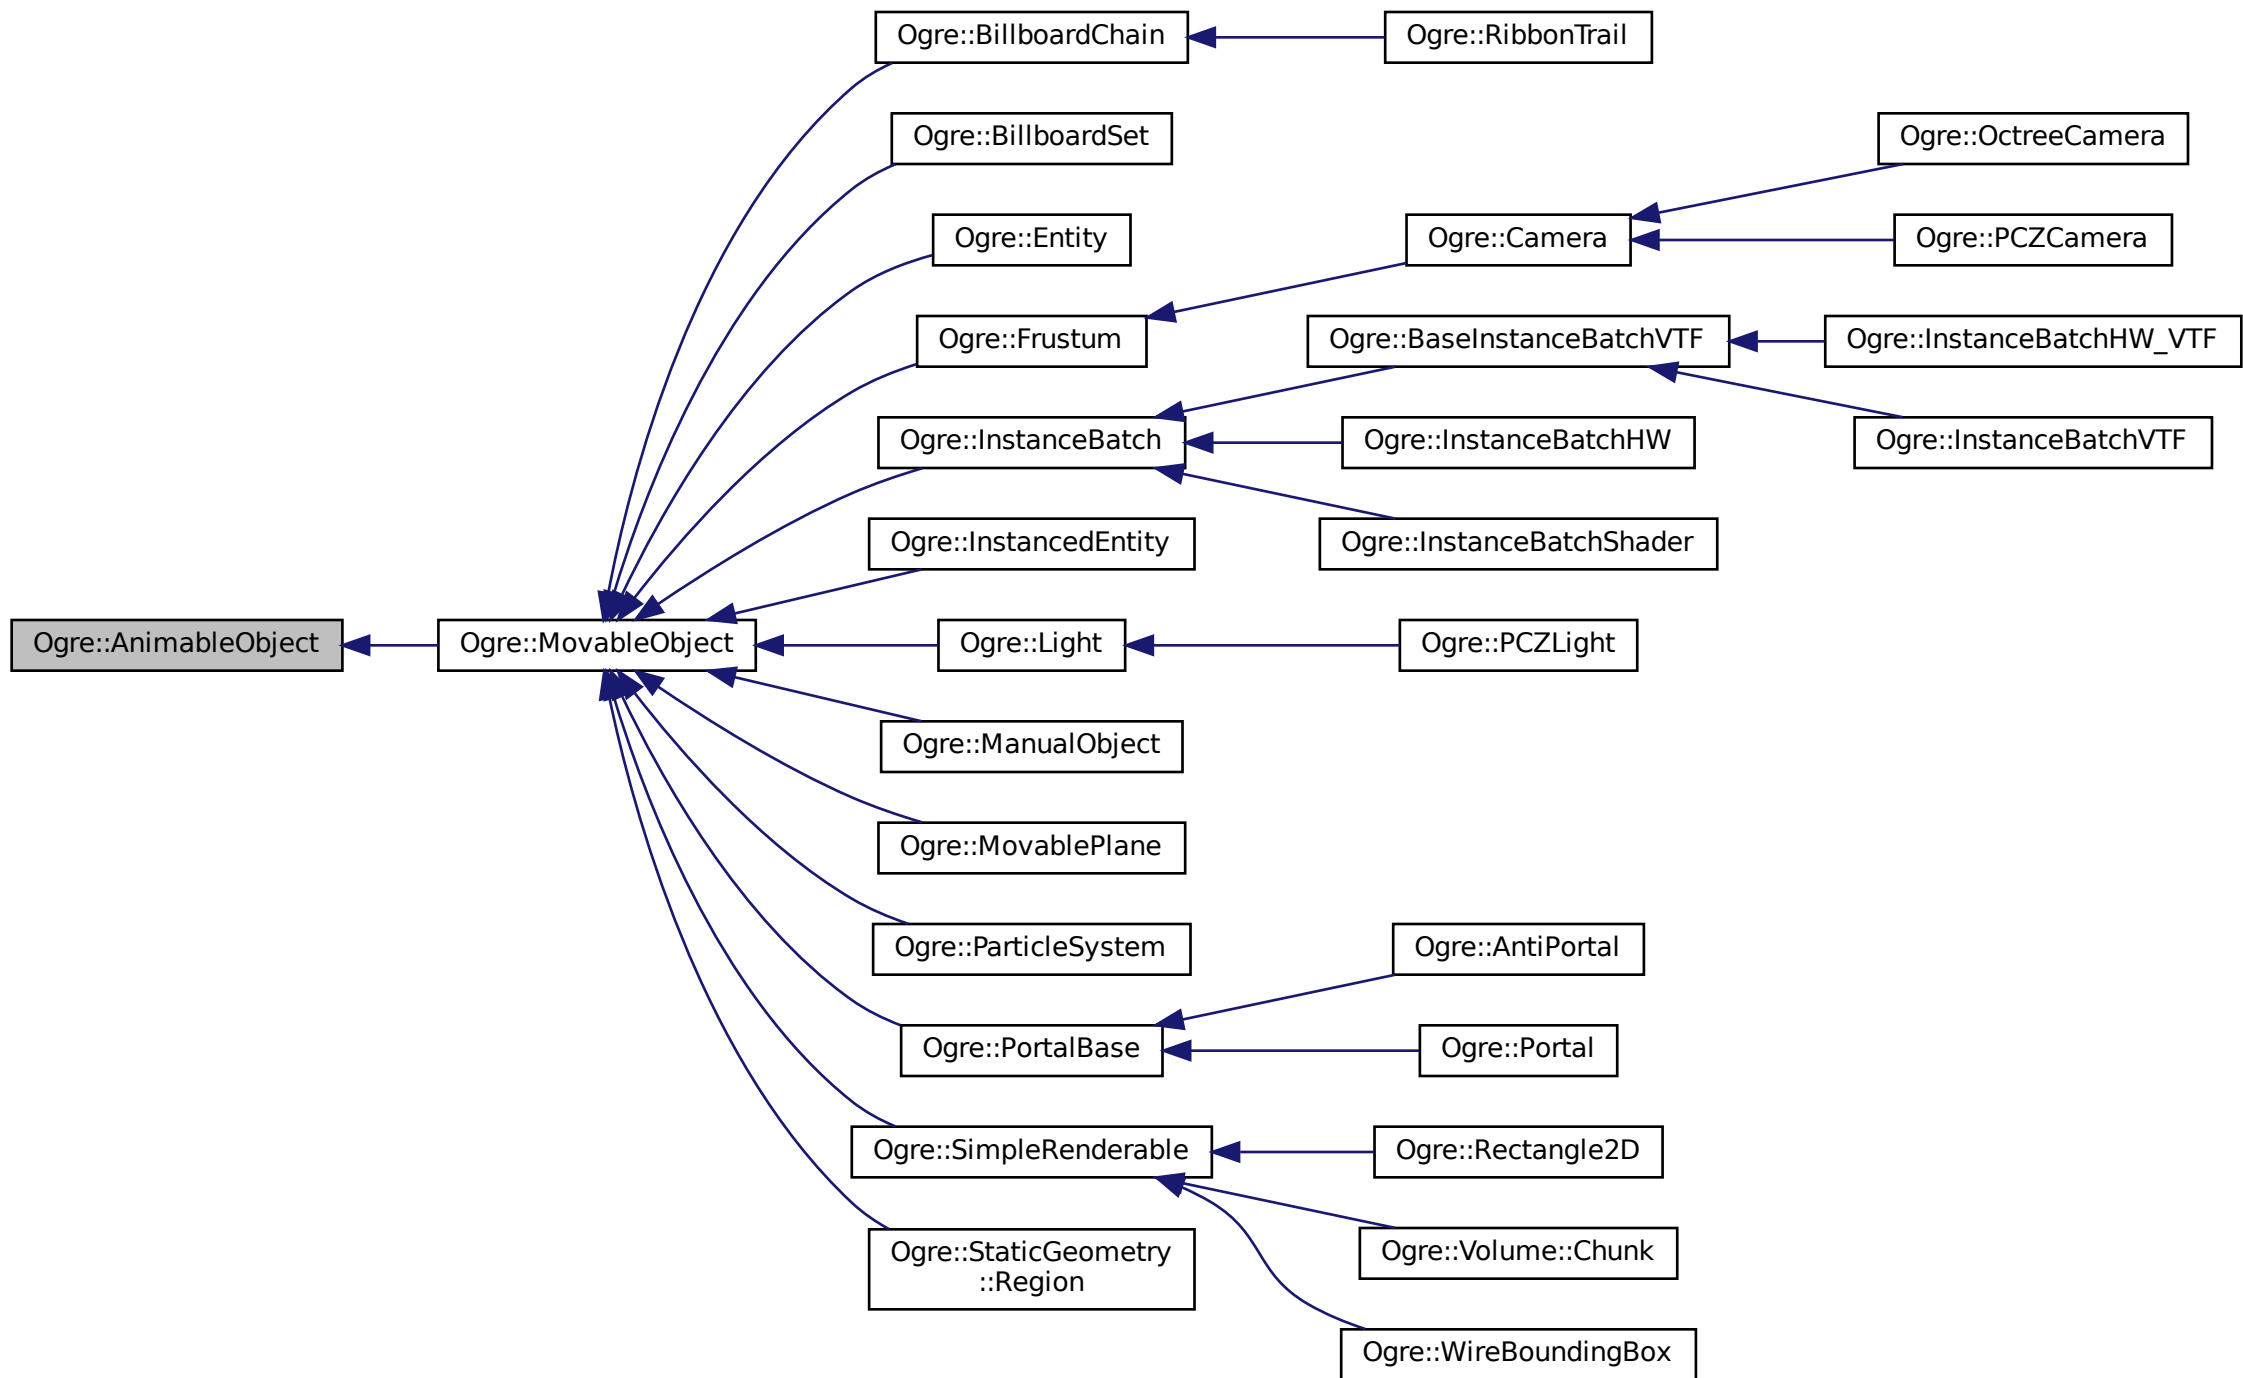 Ogre::BillboardChain
Ogre::RibbonTrail
Ogre::BillboardSet
Ogre::OctreeCamera
Ogre::Entity
Ogre::Camera
Ogre::PCZCamera
Ogre::Frustum
Ogre::BaseInstanceBatchVTF
Ogre::InstanceBatchHW_VTF
Ogre::InstanceBatch
Ogre::InstanceBatchHW
Ogre::InstanceBatchVTF
Ogre::InstancedEntity
Ogre::InstanceBatchShader
Ogre::AnimableObject
Ogre::MovableObject
Ogre::Light
Ogre::PCZLight
Ogre::ManualObject
Ogre::MovablePlane
Ogre::ParticleSystem
Ogre::AntiPortal
Ogre::PortalBase
Ogre::Portal
Ogre::SimpleRenderable
Ogre::Rectangle2D
Ogre::StaticGeometry
::Region
Ogre::Volume::Chunk
Ogre::WireBoundingBox